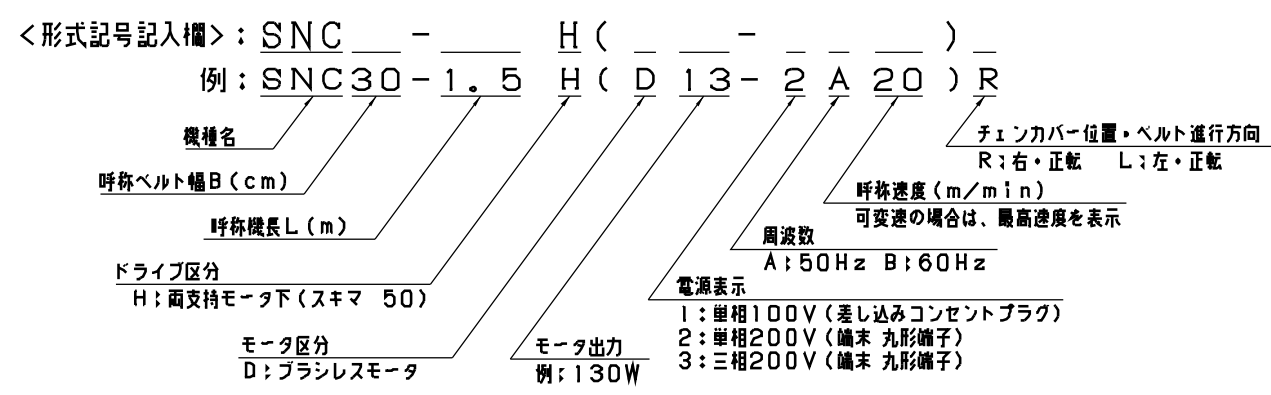 <形式記号記入欄>:SNC__-___ H(_ __-_ _ __)_
例:SNC30-1.5 H(D 13-2 A 20)R
機種名
チェンカバー位置・ベルト進行方向
R:右・正転 L:左・正転
呼称ベルト幅B(cm)
呼称速度(m/min)
可変速の場合は、最高速度を表示
呼称機長L(m)
周波数
A:50Hz B:60Hz
ドライブ区分
H:両支持モータ下(スキマ 50)
電源表示
1:単相100V(差し込みコンセントプラグ)
2:単相200V(端末 丸形端子)
3:三相200V(端末 丸形端子)
モータ区分
D:ブラシレスモータ
モータ出力
例:130W